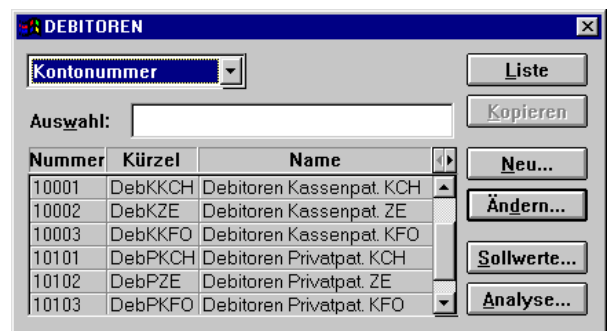 DEBITOREN
Kontonummer
Liste
Kopieren
Auswahl:
Nummer Kürzel Name
Neu...
10001 DebKKCH Debitoren Kassenpat. KCH
10002 DebKZE Debitoren Kassenpat. ZE
Ändern...
10003 DebKKFO Debitoren Kassenpat. KFO
10101 DebPKCH Debitoren Privatpat. KCH
Sollwerte...
10102 DebPZE Debitoren Privatpat. ZE
10103 DebPKFO Debitoren Privatpat. KFO
Analyse...